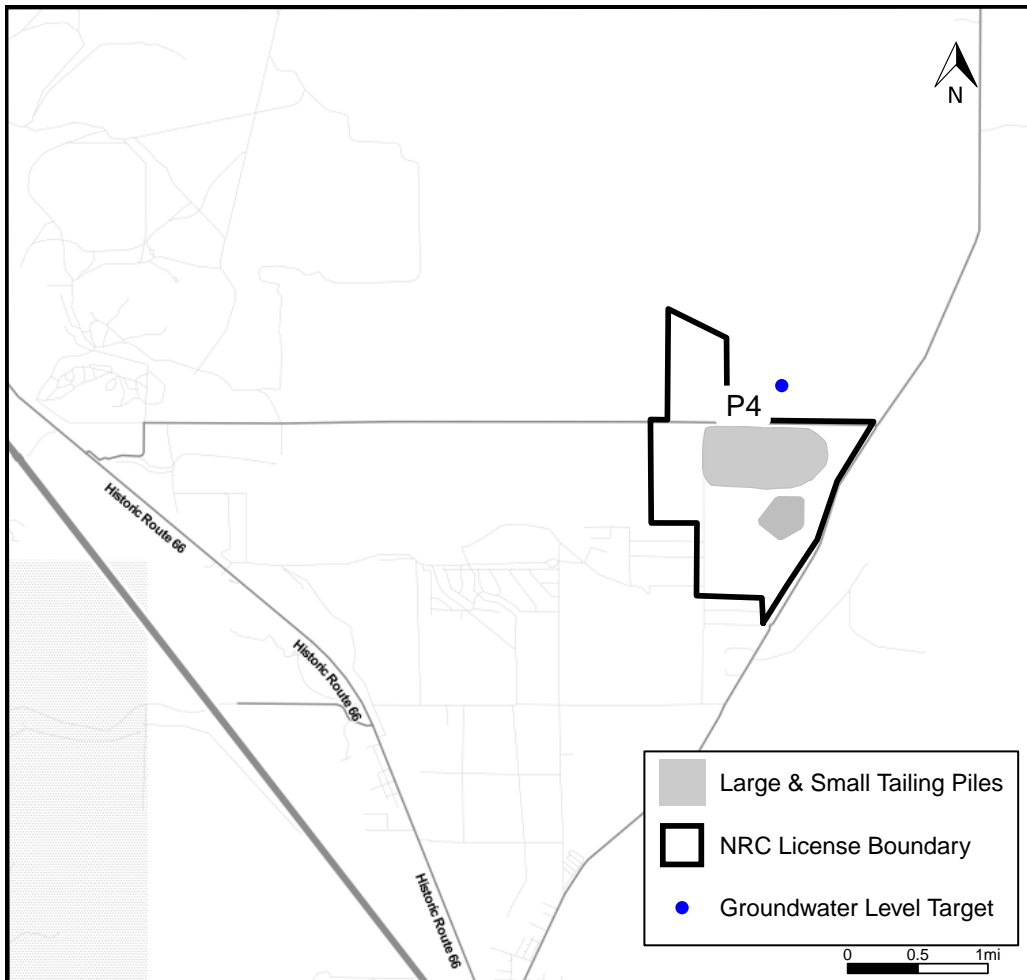 N
P4
Historic Route 66
Historic Route 66
Historic Route 66
Large & Small Tailing Piles
NRC License Boundary
Groundwater Level Target
0 0.5 1mi